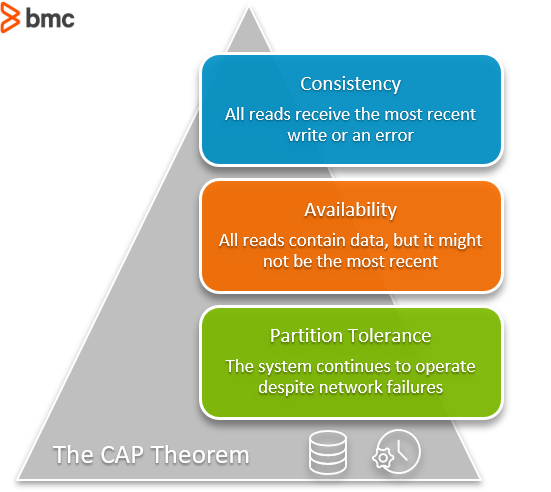 bmc
Consistency
All reads receive the most recent
write or an error
Availability
All reads contain data, but it might
not be the most recent
Partition Tolerance
The system continues to operate
despite network failures
The CAP Theorem